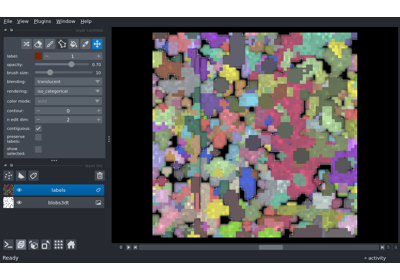 File View Plugins Window Help
label: 1
opacity: 0.70
brush size: 10
blending: translucent
rendering: iso_categorical
color mode:
contour: 0
n edit dim: 2
contiguous:
preserve
labels:
show
selected:
labels
blobs3dt
0
Ready
activity